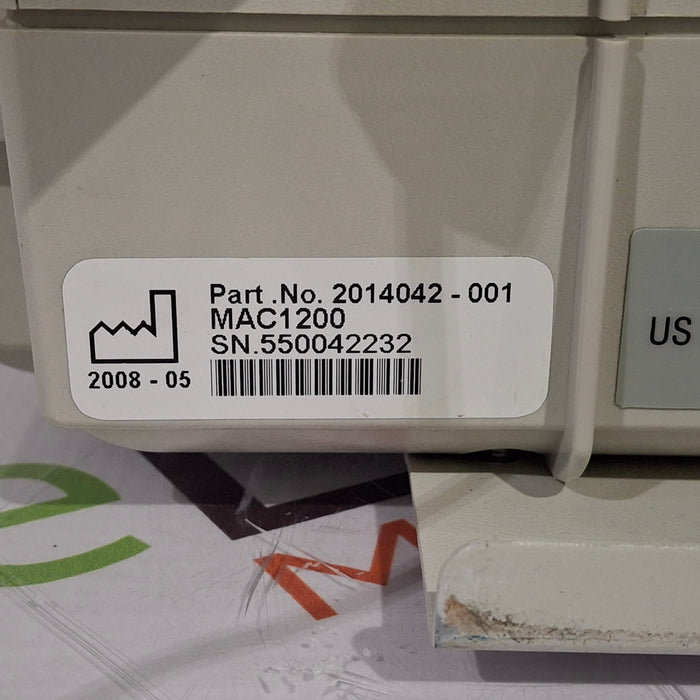 Part .No. 2014042 - 001
MAC1200
SN.550042232
2008 - 05
US
e